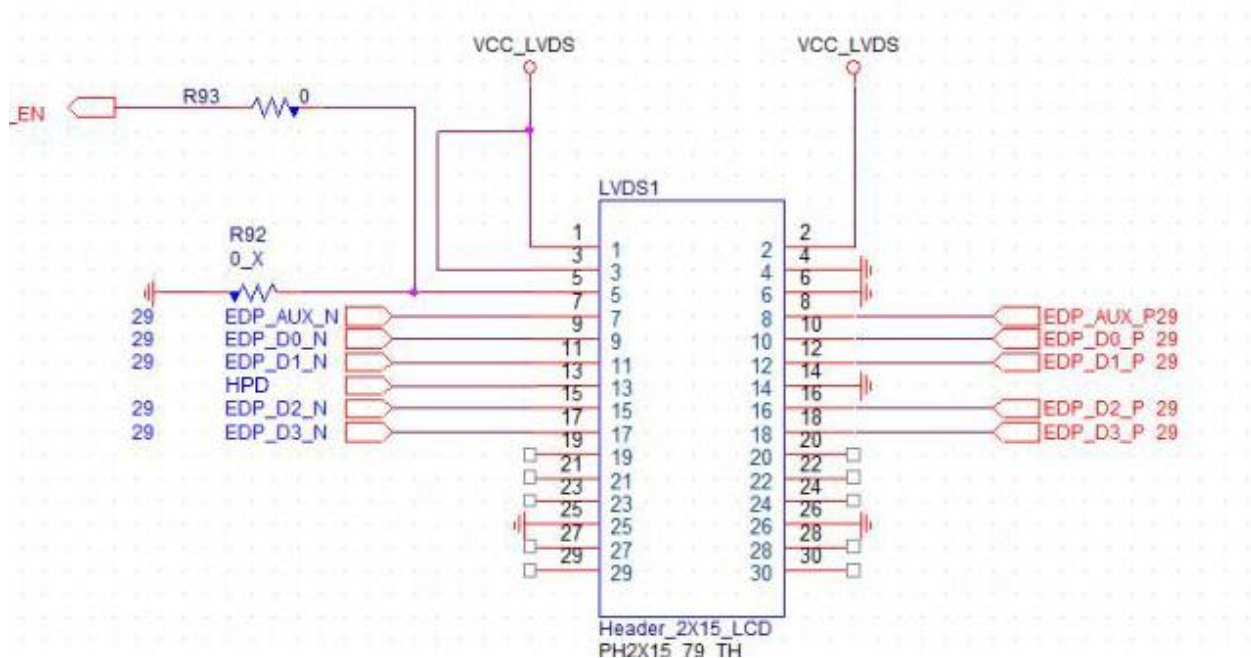 VCC_LVDS VCC_LVDS
R93 0
_EN
LVDS1
1 1 2 2
R92
0_X
3 3 4 4
5 5 6 6
29 EDP_AUX_N 7 7 8 8 EDP_AUX_P29
29 EDP_D0_N 9 9 10 10 EDP_D0_P 29
29 EDP_D1_N 11 11 12 12 EDP_D1_P 29
HPD 13 13 14 14
29 EDP_D2_N 15 15 16 16 EDP_D2_P 29
29 EDP_D3_N 17 17 18 18 EDP_D3_P 29
19 19 20 20
21 21 22 22
23 23 24 24
25 25 26 26
27 27 28 28
29 29 30 30
Header_2X15_LCD
PH2X15_79_TH